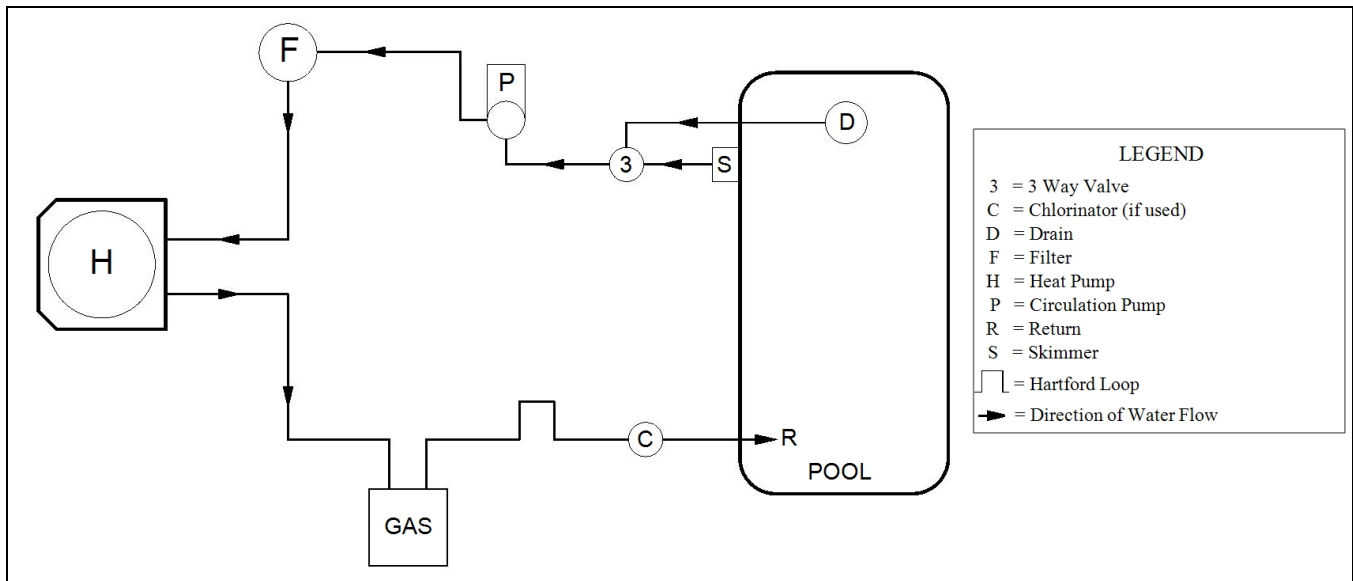 F
P
D
3
S
H
C
R
POOL
GAS
LEGEND
3 = 3 Way Valve
C = Chlorinator (if used)
D = Drain
F = Filter
H = Heat Pump
P = Circulation Pump
R = Return
S = Skimmer
= Hartford Loop
= Direction of Water Flow